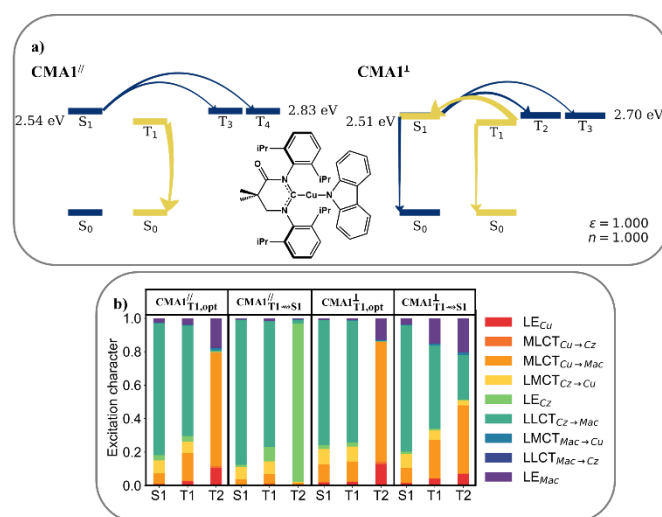 a)
CMA1//
CMA1⊥
2.54 eV
S1
T1
T3
T4
2.83 eV
S0
S0
2.51 eV
S1
T1
T2
T3
2.70 eV
S0
S0
iPr
iPr
O
N
C
Cu
N
N
iPr
iPr
ε = 1.000
n = 1.000
b)
CMA1//T1,opt
CMA1//T1⇝S1
CMA1⊥T1,opt
CMA1⊥T1⇝S1
Excitation character
1.0
0.8
0.6
0.4
0.2
0.0
S1 T1 T2 S1 T1 T2 S1 T1 T2 S1 T1 T2
LECu
MLCTCu→Cz
MLCTCu→Mac
LMCTCz→Cu
LECz
LLCTCz→Mac
LMCTMac→Cu
LLCTMac→Cz
LEMac